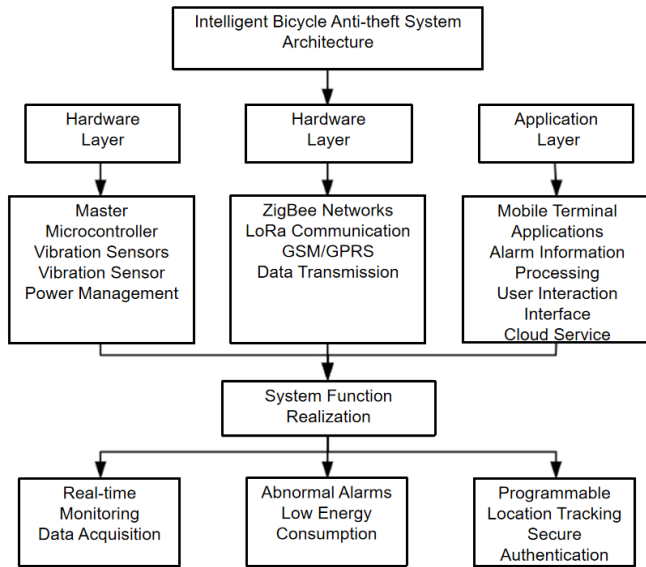 Intelligent Bicycle Anti-theft System
Architecture
Hardware
Layer
Hardware
Layer
Application
Layer
Master
Microcontroller
Vibration Sensors
Vibration Sensor
Power Management
ZigBee Networks
LoRa Communication
GSM/GPRS
Data Transmission
Mobile Terminal
Applications
Alarm Information
Processing
User Interaction
Interface
Cloud Service
System Function
Realization
Real-time
Monitoring
Data Acquisition
Abnormal Alarms
Low Energy
Consumption
Programmable
Location Tracking
Secure
Authentication